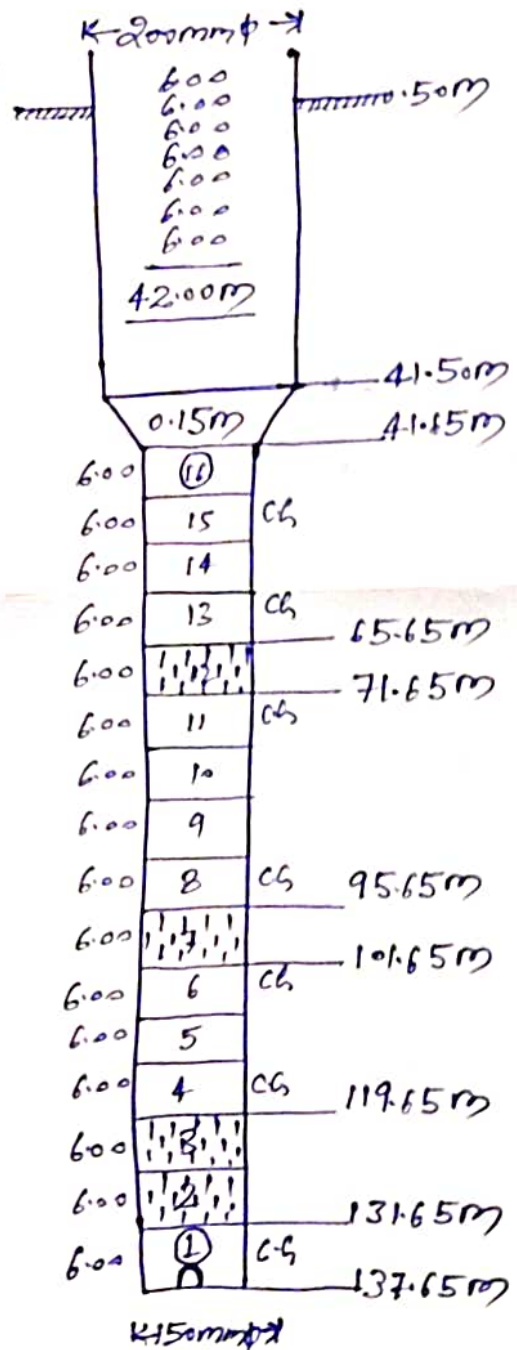 200mmφ
6.00
6.00 0.50m
6.00
6.00
6.00
6.00
6.00
42.00m
41.50m
0.15m 41.65m
6.00 16
6.00 15 CG
6.00 14
6.00 13 CG
65.65m
6.00
71.65m
6.00 11 CG
6.00 10
6.00 9
6.00 8 CG 95.65m
6.00 7
101.65m
6.00 6 CG
6.00 5
6.00 4 CG 119.65m
6.00 3
6.00 2
131.65m
6.00 1 C.G
137.65m
150mmφ